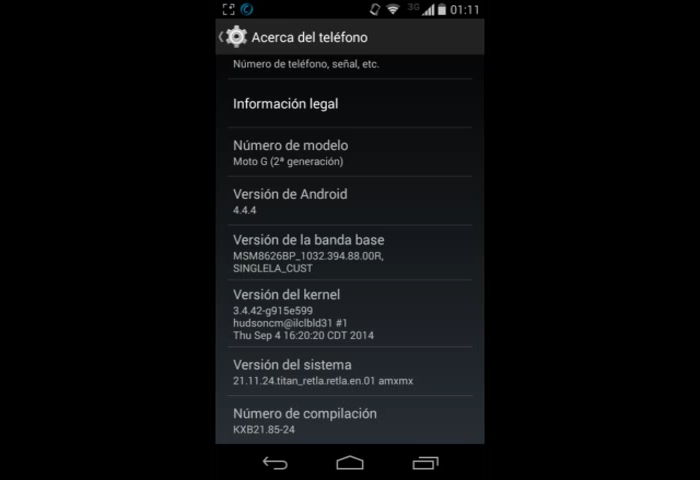 3G 01:11
Acerca del teléfono
Número de teléfono, señal, etc.
Información legal
Número de modelo
Moto G (2ª generación)
Versión de Android
4.4.4
Versión de la banda base
MSM8626BP_1032.394.88.00R,
SINGLELA_CUST
Versión del kernel
3.4.42-g915e599
hudsoncm@ilclbld31 #1
Thu Sep 4 16:20:20 CDT 2014
Versión del sistema
21.11.24.titan_retla.retla.en.01 amxmx
Número de compilación
KXB21.85-24